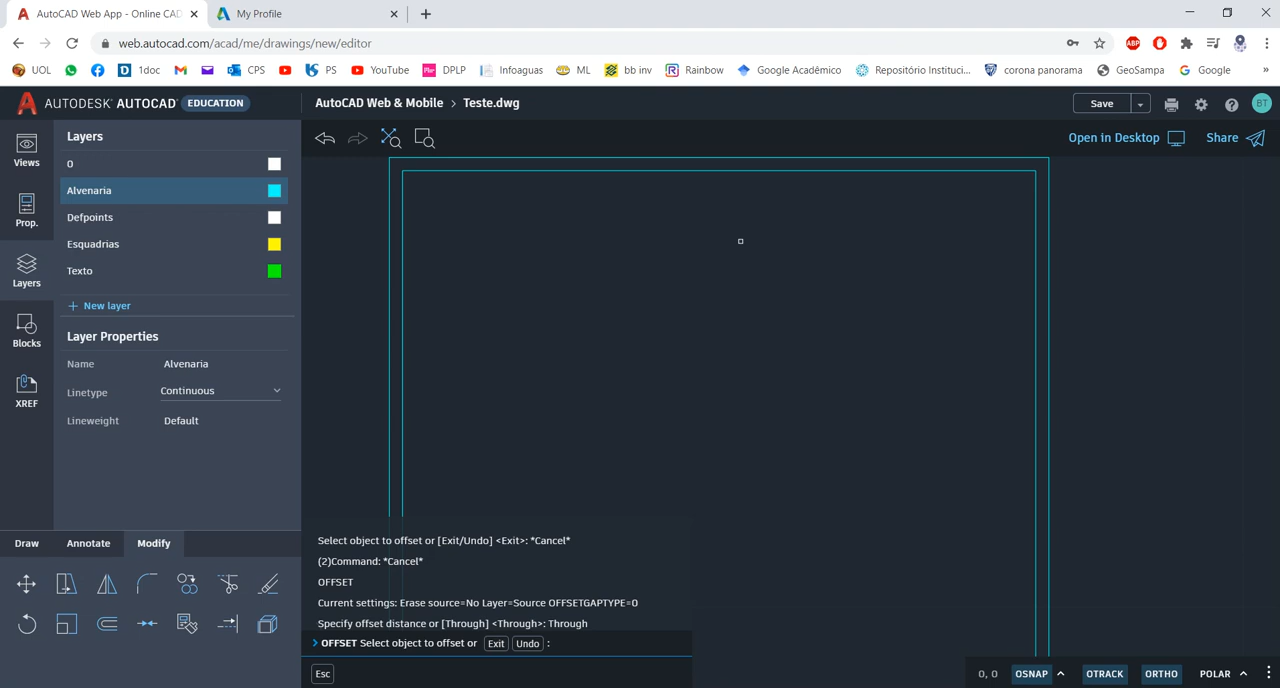 AutoCAD Web App - Online CAD
My Profile
web.autocad.com/acad/me/drawings/new/editor
ABP
UOL
1doc
CPS
PS
YouTube
DPLP
Infoaguas
ML
bb inv
Rainbow
Google Acadêmico
Repositório Instituci...
corona panorama
GeoSampa
Google
»
AUTODESK® AUTOCAD® EDUCATION
AutoCAD Web & Mobile > Teste.dwg
Save
BT
Open in Desktop
Share
Views
Prop.
Layers
Blocks
XREF
Layers
0
Alvenaria
Defpoints
Esquadrias
Texto
+ New layer
Layer Properties
Name Alvenaria
Linetype Continuous
Lineweight Default
Draw Annotate Modify
Select object to offset or [Exit/Undo] <Exit>: *Cancel*
(2)Command: *Cancel*
OFFSET
Current settings: Erase source=No Layer=Source OFFSETGAPTYPE=0
Specify offset distance or [Through] <Through>: Through
> OFFSET Select object to offset or Exit Undo :
Esc
0, 0 OSNAP OTRACK ORTHO POLAR